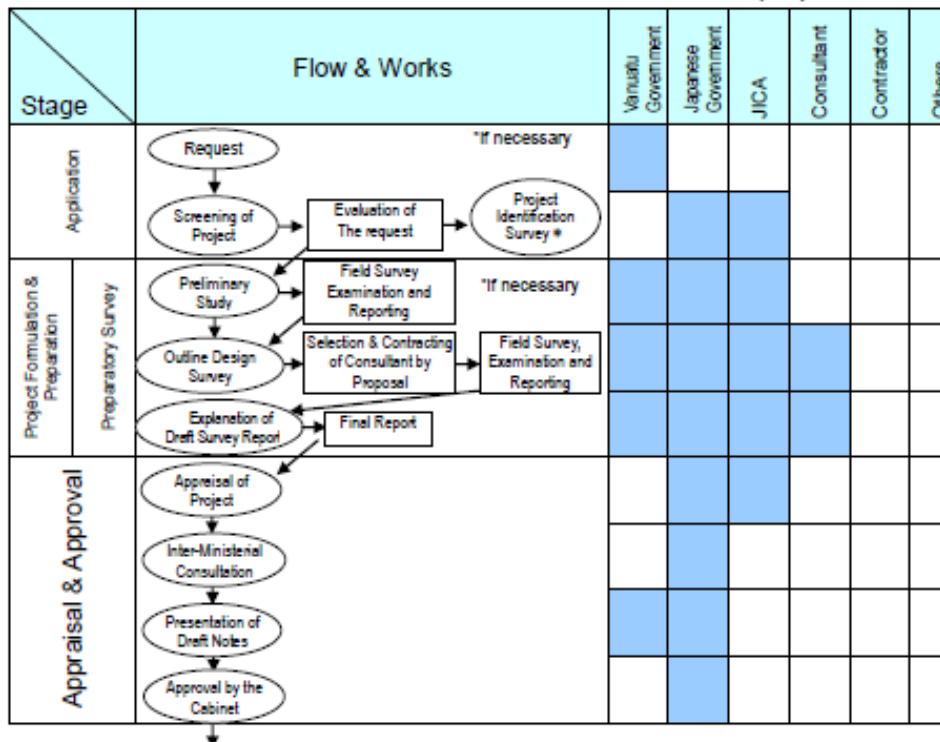 Stage
Flow & Works
Vanuatu
Government
Japanese
Government
JICA
Consultant
Contractor
Others
Application
Request
*If necessary
Screening of
Project
Evaluation of
The request
Project
Identification
Survey *
Project Formulation &
Preparation
Preparatory Survey
Preliminary
Study
Field Survey
Examination and
Reporting
*If necessary
Outline Design
Survey
Selection & Contracting
of Consultant by
Proposal
Field Survey,
Examination and
Reporting
Explanation of
Draft Survey Report
Final Report
Appraisal & Approval
Appraisal of
Project
Inter-Ministerial
Consultation
Presentation of
Draft Notes
Approval by the
Cabinet